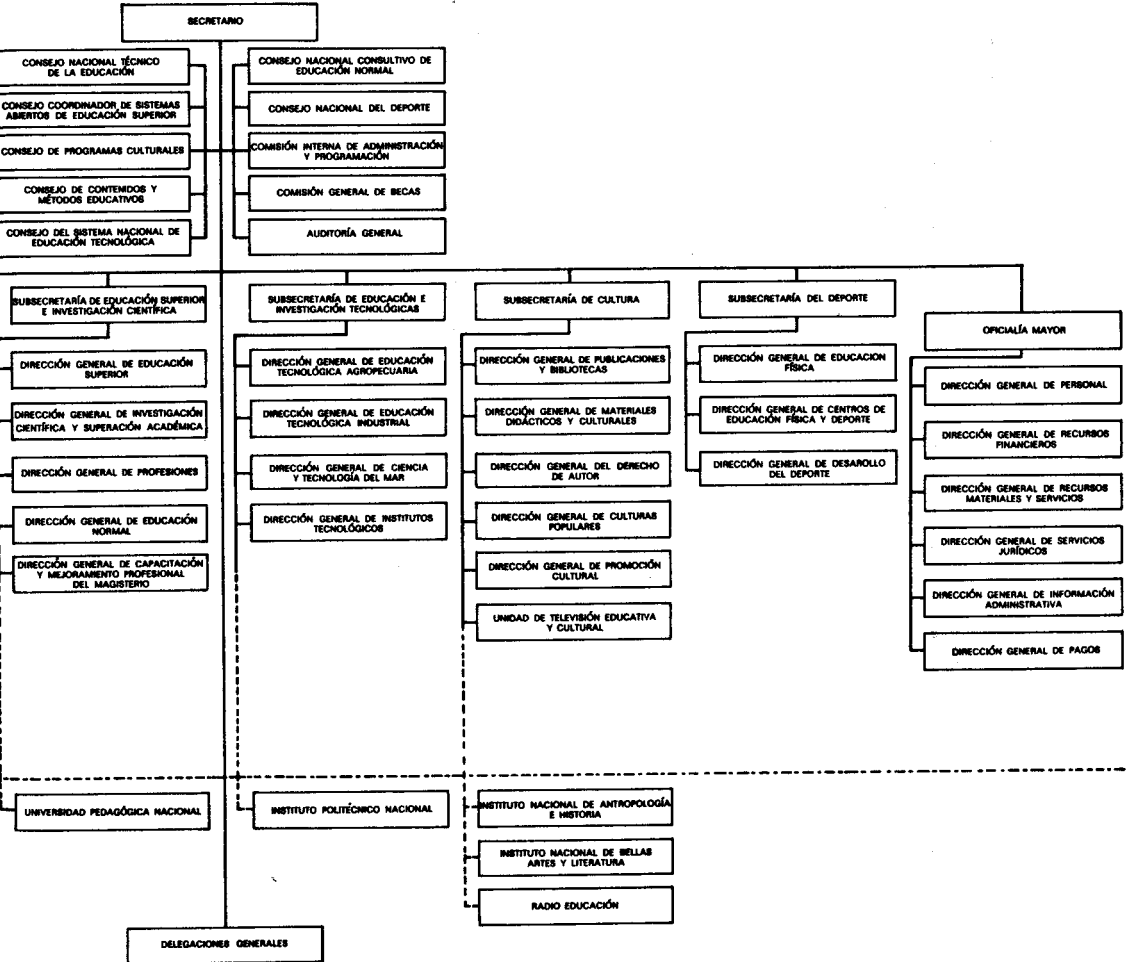 SECRETARIO
CONSEJO NACIONAL TÉCNICO
DE LA EDUCACIÓN
CONSEJO COORDINADOR DE SISTEMAS
ABIERTOS DE EDUCACIÓN SUPERIOR
CONSEJO DE PROGRAMAS CULTURALES
CONSEJO DE CONTENIDOS Y
MÉTODOS EDUCATIVOS
CONSEJO DEL SISTEMA NACIONAL DE
EDUCACIÓN TECNOLÓGICA
CONSEJO NACIONAL CONSULTIVO DE
EDUCACIÓN NORMAL
CONSEJO NACIONAL DEL DEPORTE
COMISIÓN INTERNA DE ADMINISTRACIÓN
Y PROGRAMACIÓN
COMISIÓN GENERAL DE BECAS
AUDITORÍA GENERAL
SUBSECRETARÍA DE EDUCACIÓN SUPERIOR
E INVESTIGACIÓN CIENTÍFICA
DIRECCIÓN GENERAL DE EDUCACIÓN
SUPERIOR
DIRECCIÓN GENERAL DE INVESTIGACIÓN
CIENTÍFICA Y SUPERACIÓN ACADÉMICA
DIRECCIÓN GENERAL DE PROFESIONES
DIRECCIÓN GENERAL DE EDUCACIÓN
NORMAL
DIRECCIÓN GENERAL DE CAPACITACIÓN
Y MEJORAMIENTO PROFESIONAL
DEL MAGISTERIO
UNIVERSIDAD PEDAGÓGICA NACIONAL
SUBSECRETARÍA DE EDUCACIÓN E
INVESTIGACIÓN TECNOLÓGICAS
DIRECCIÓN GENERAL DE EDUCACIÓN
TECNOLÓGICA AGROPECUARIA
DIRECCIÓN GENERAL DE EDUCACIÓN
TECNOLÓGICA INDUSTRIAL
DIRECCIÓN GENERAL DE CIENCIA
Y TECNOLOGÍA DEL MAR
DIRECCIÓN GENERAL DE INSTITUTOS
TECNOLÓGICOS
INSTITUTO POLITÉCNICO NACIONAL
SUBSECRETARÍA DE CULTURA
DIRECCIÓN GENERAL DE PUBLICACIONES
Y BIBLIOTECAS
DIRECCIÓN GENERAL DE MATERIALES
DIDÁCTICOS Y CULTURALES
DIRECCIÓN GENERAL DEL DERECHO
DE AUTOR
DIRECCIÓN GENERAL DE CULTURAS
POPULARES
DIRECCIÓN GENERAL DE PROMOCIÓN
CULTURAL
UNIDAD DE TELEVISIÓN EDUCATIVA
Y CULTURAL
INSTITUTO NACIONAL DE ANTROPOLOGÍA
E HISTORIA
INSTITUTO NACIONAL DE BELLAS
ARTES Y LITERATURA
RADIO EDUCACIÓN
SUBSECRETARÍA DEL DEPORTE
DIRECCIÓN GENERAL DE EDUCACION
FÍSICA
DIRECCIÓN GENERAL DE CENTROS DE
EDUCACIÓN FÍSICA Y DEPORTE
DIRECCIÓN GENERAL DE DESAROLLO
DEL DEPORTE
OFICIALÍA MAYOR
DIRECCIÓN GENERAL DE PERSONAL
DIRECCIÓN GENERAL DE RECURSOS
FINANCIEROS
DIRECCIÓN GENERAL DE RECURSOS
MATERIALES Y SERVICIOS
DIRECCIÓN GENERAL DE SERVICIOS
JURÍDICOS
DIRECCIÓN GENERAL DE INFORMACIÓN
ADMINISTRATIVA
DIRECCIÓN GENERAL DE PAGOS
DELEGACIONES GENERALES